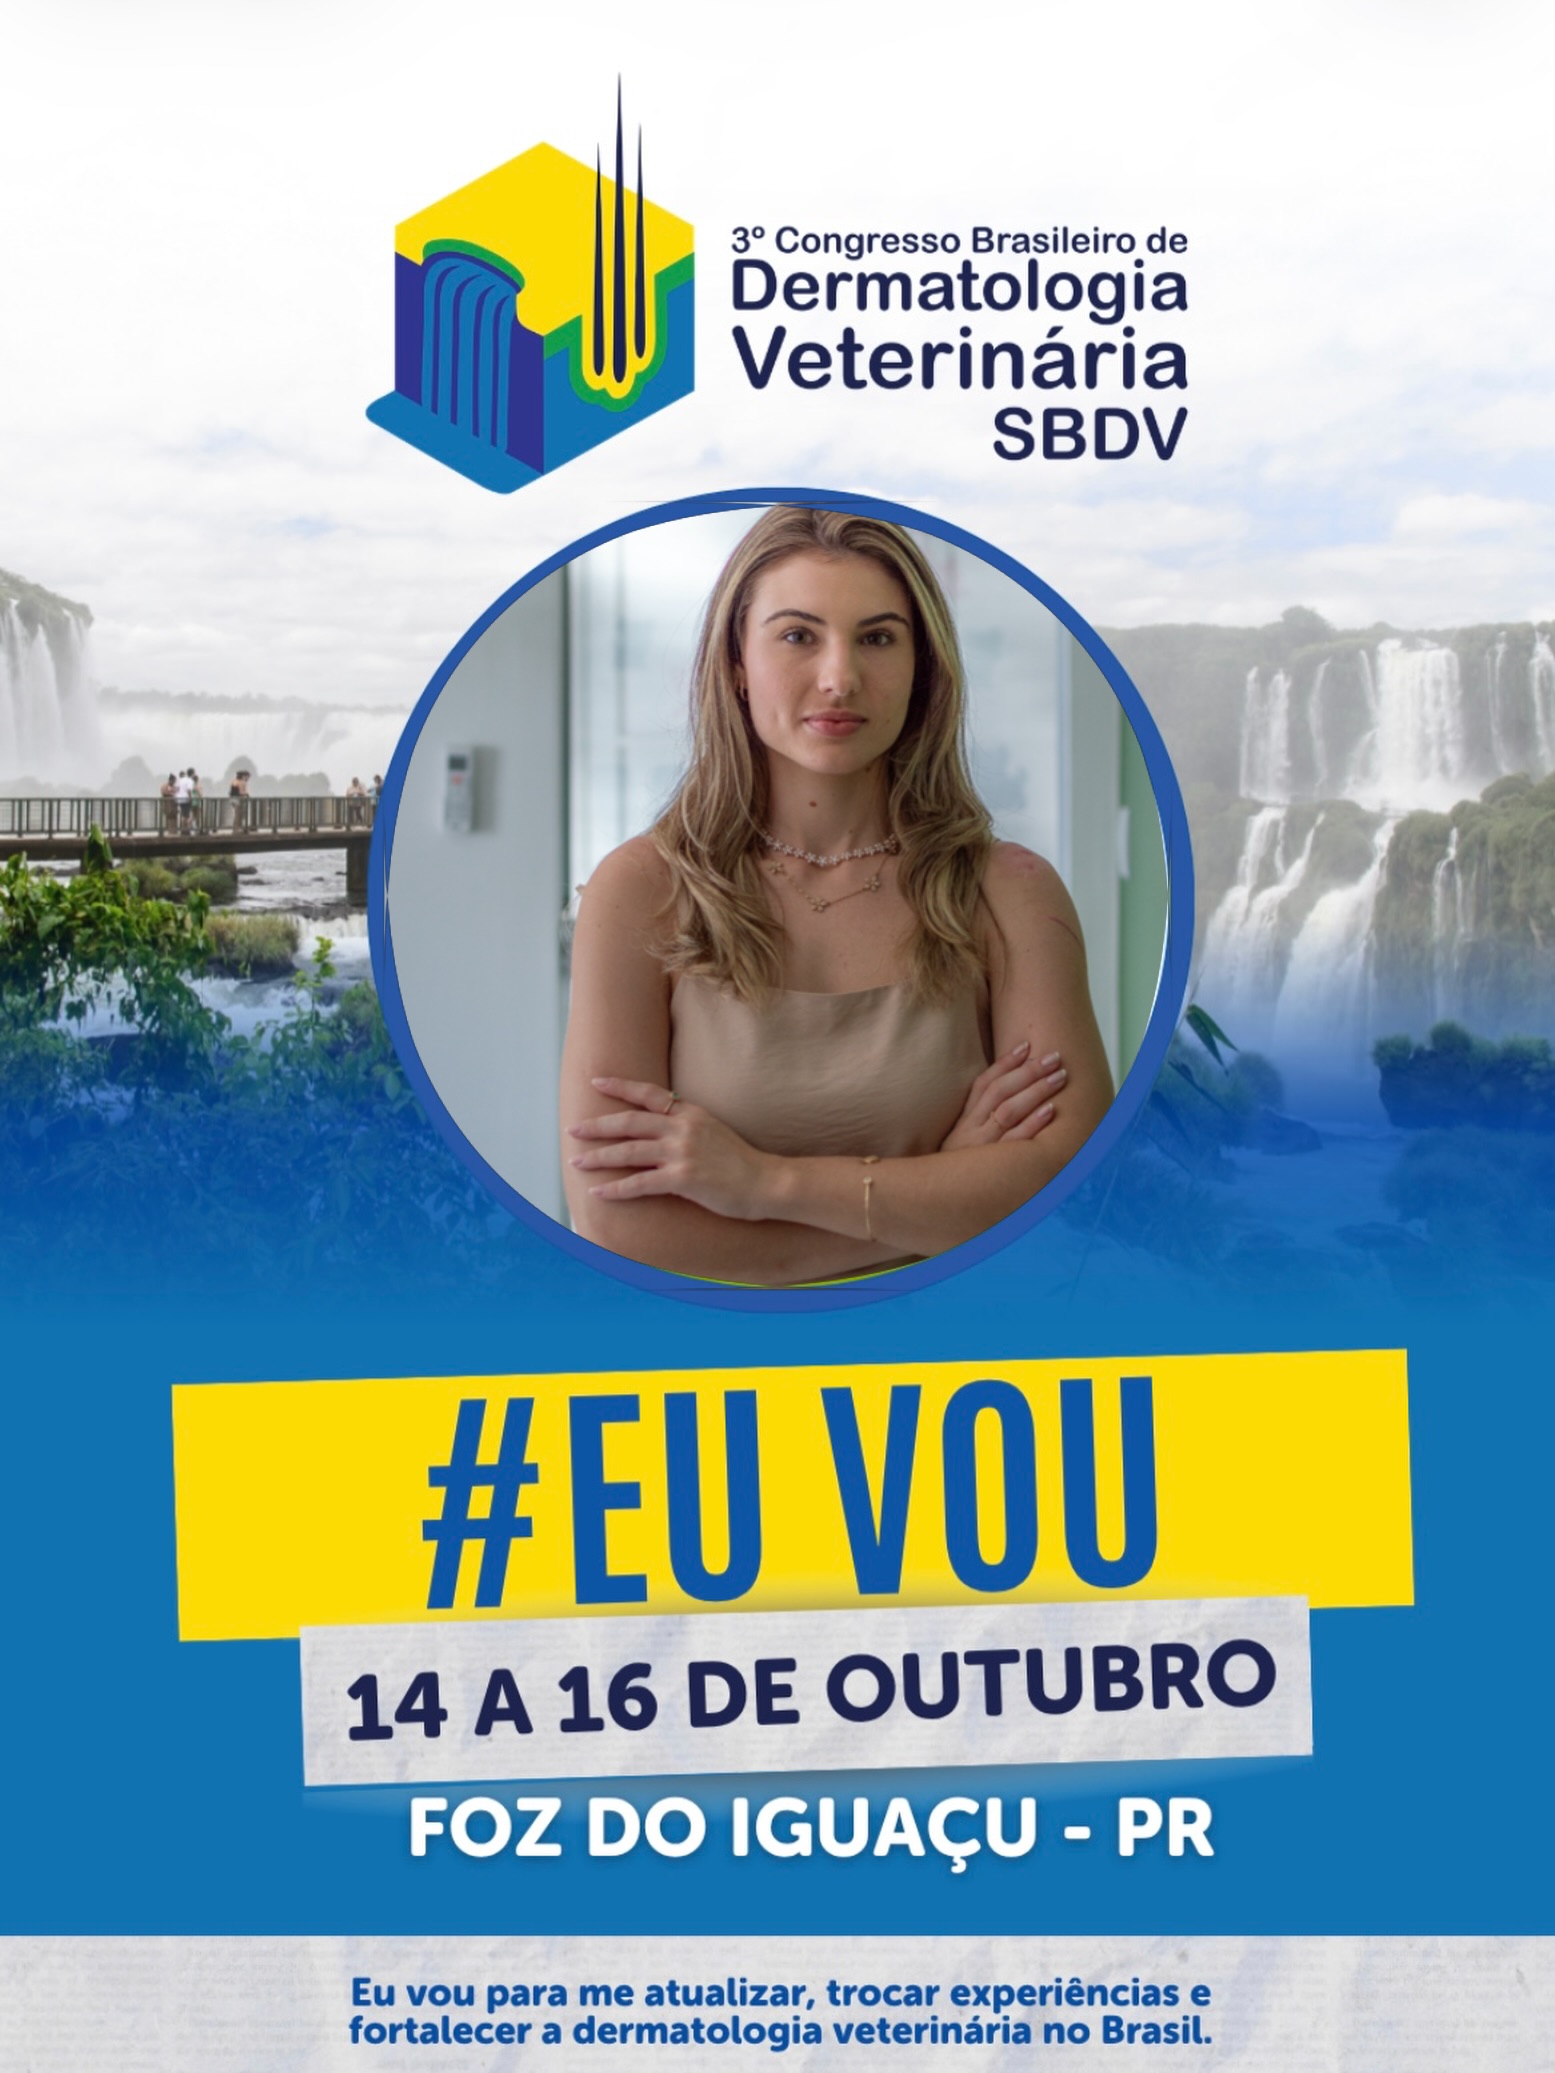 3º Congresso Brasileiro de
Dermatologia
Veterinária
SBDV
#EU VOU
14 A 16 DE OUTUBRO
FOZ DO IGUAÇU - PR
Eu vou para me atualizar, trocar experiências e
fortalecer a dermatologia veterinária no Brasil.